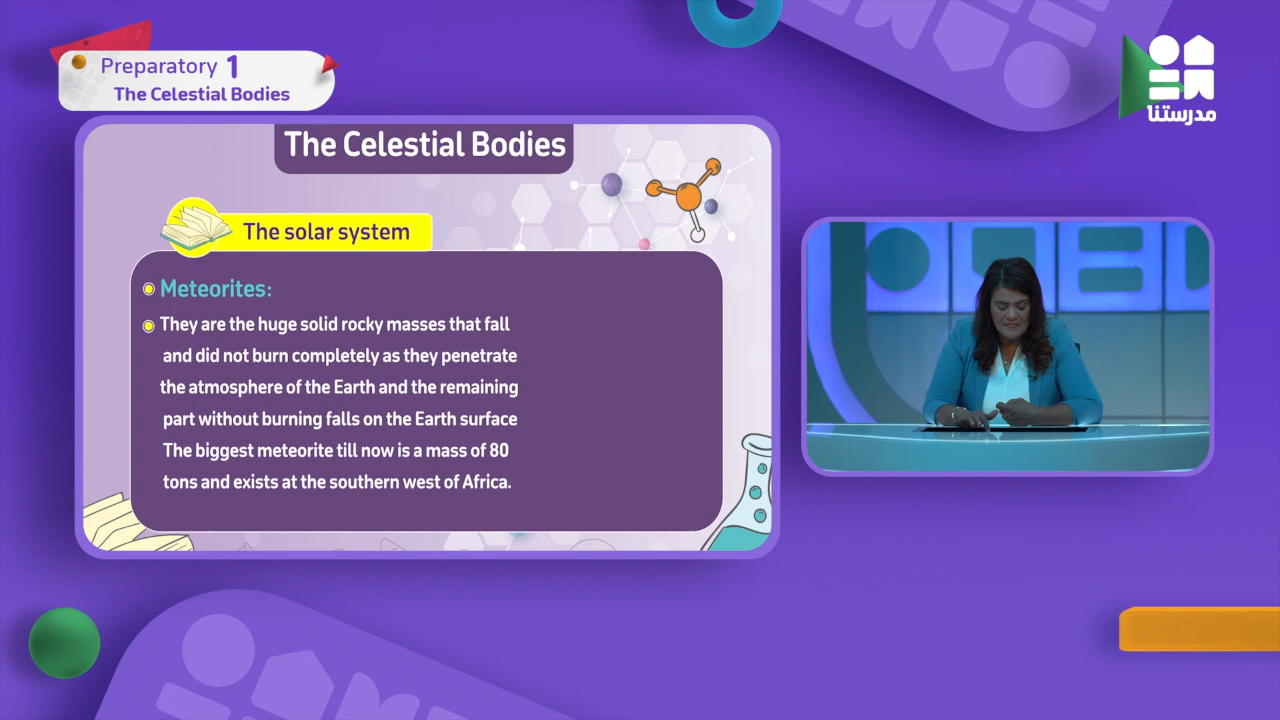 Preparatory 1
The Celestial Bodies
مدرستنا
The Celestial Bodies
The solar system
Meteorites:
They are the huge solid rocky masses that fall
and did not burn completely as they penetrate
the atmosphere of the Earth and the remaining
part without burning falls on the Earth surface
The biggest meteorite till now is a mass of 80
tons and exists at the southern west of Africa.